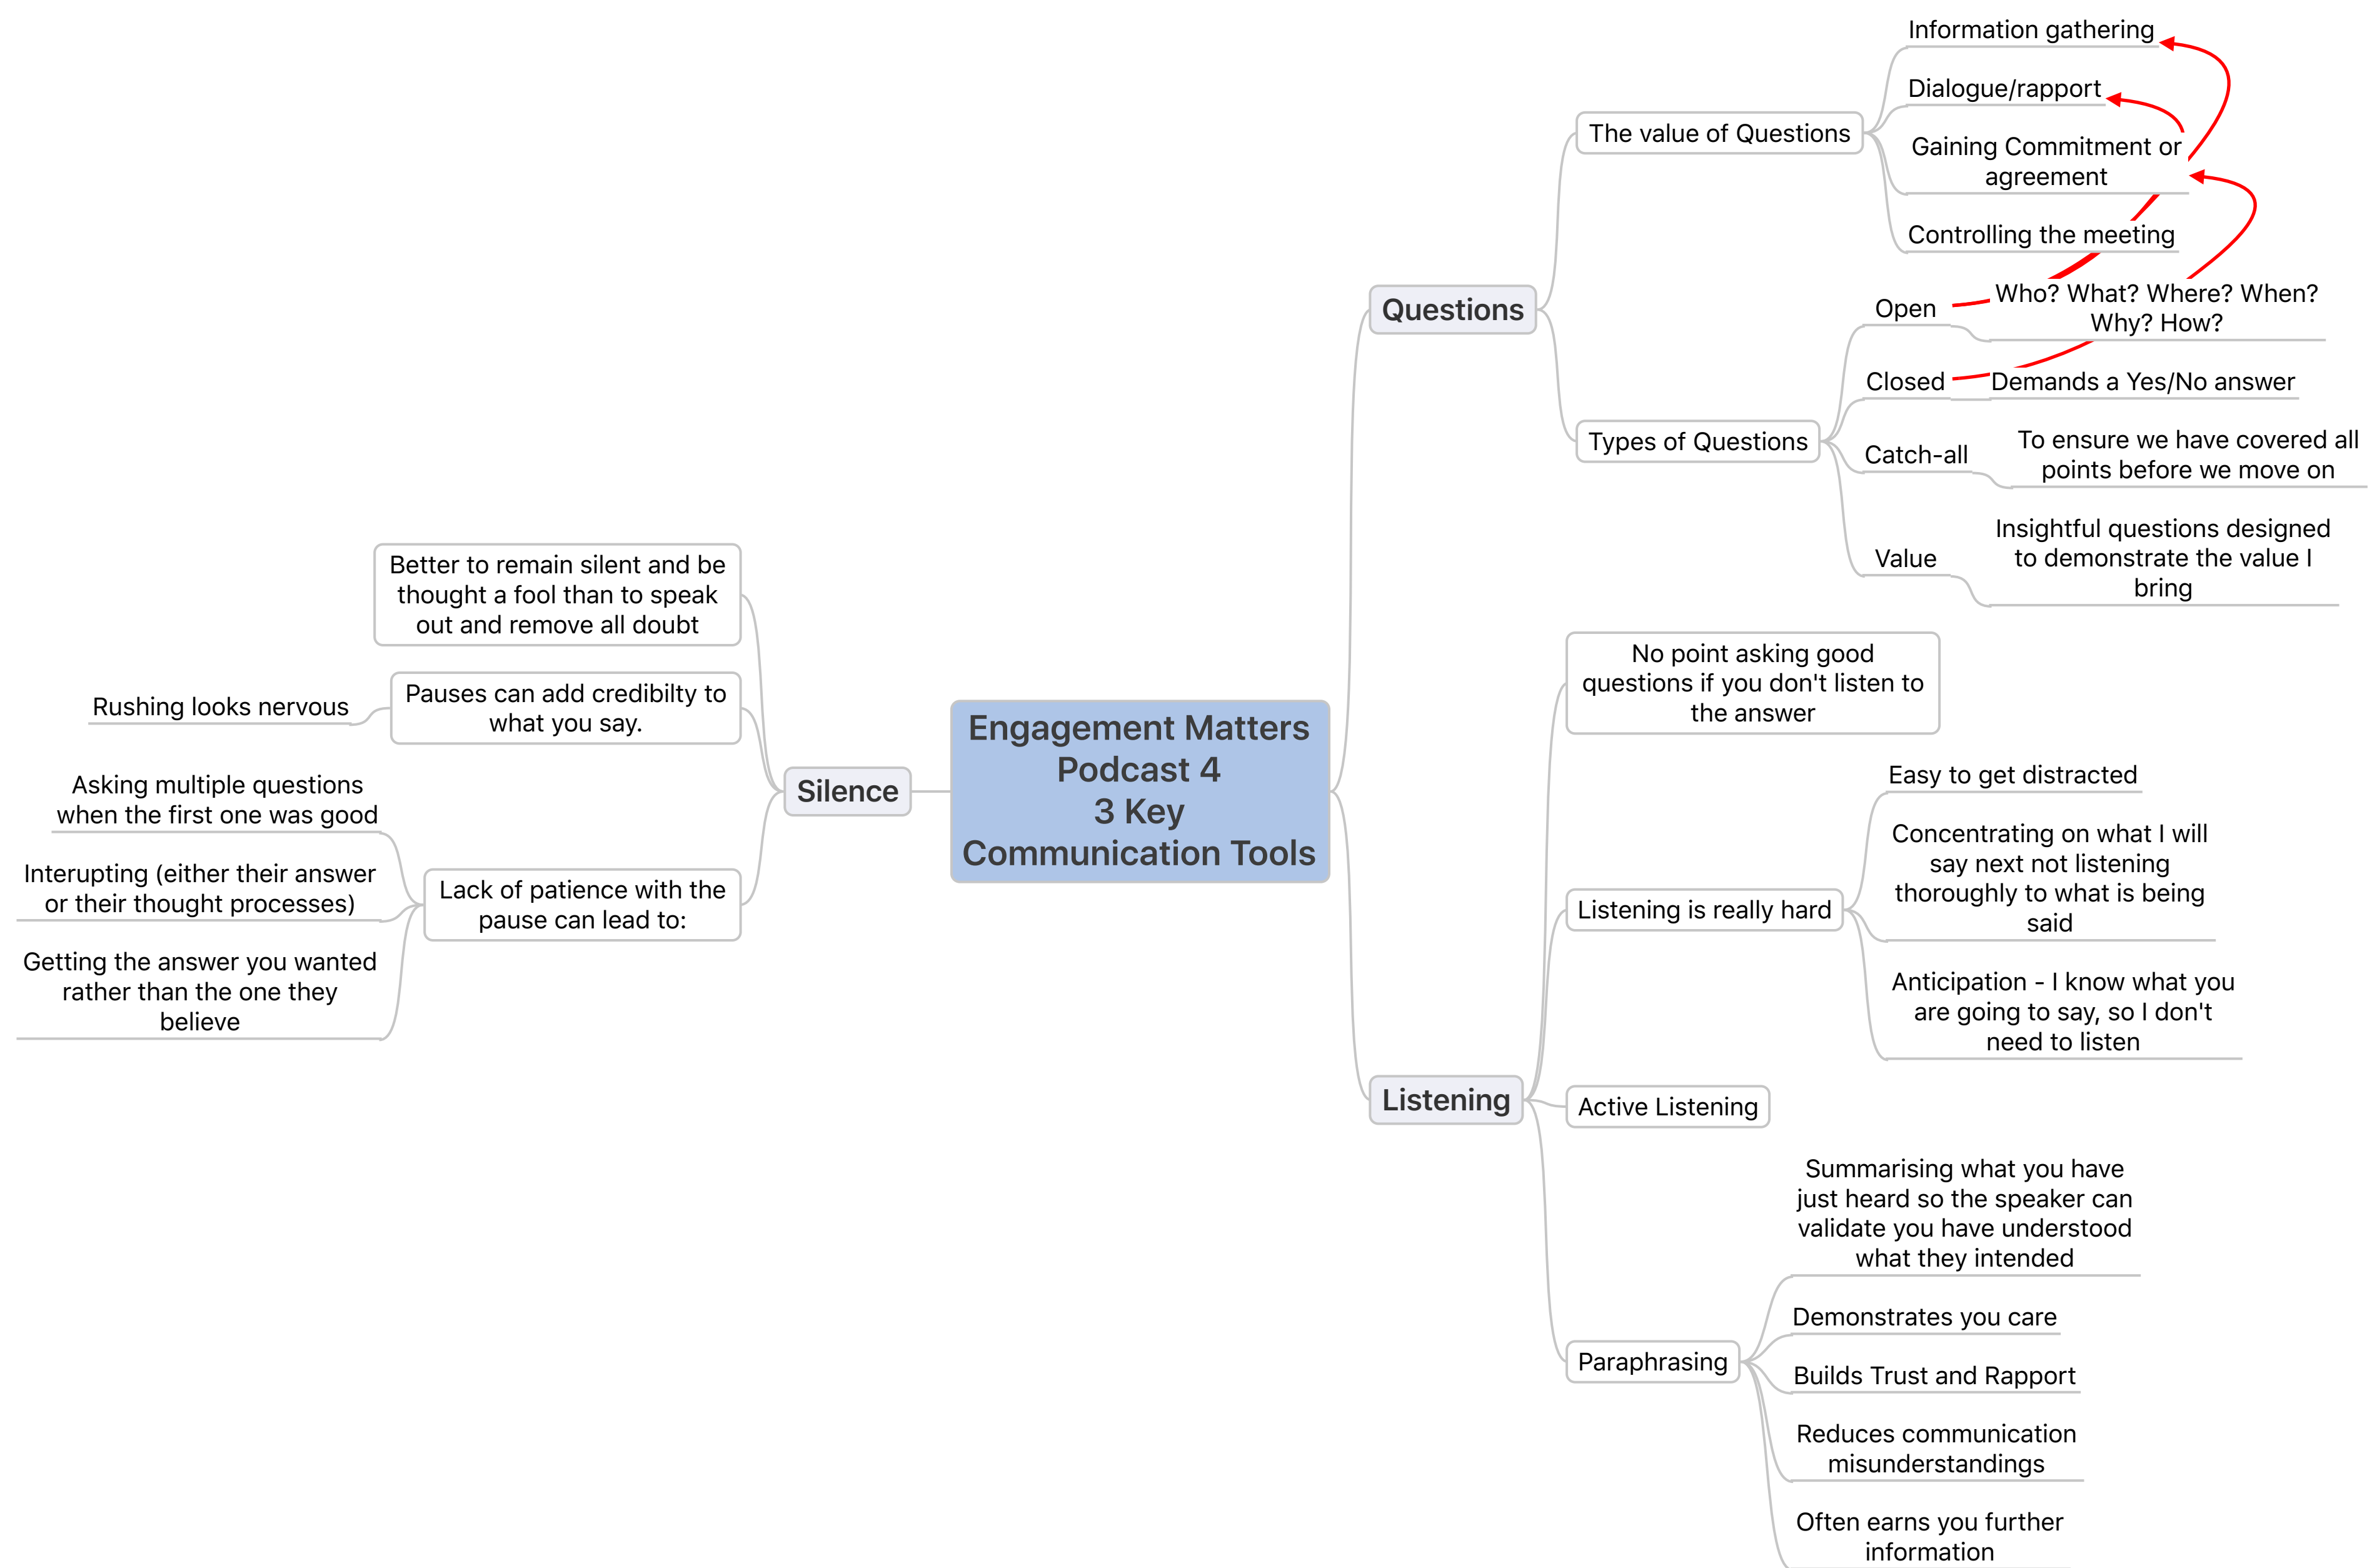 Engagement Matters
Podcast 4
3 Key
Communication Tools
Questions
The value of Questions
Information gathering
Dialogue/rapport
Gaining Commitment or
agreement
Controlling the meeting
Types of Questions
Open
Who? What? Where? When?
Why? How?
Closed
Demands a Yes/No answer
Catch-all
To ensure we have covered all
points before we move on
Value
Insightful questions designed
to demonstrate the value I
bring
Listening
No point asking good
questions if you don't listen to
the answer
Listening is really hard
Easy to get distracted
Concentrating on what I will
say next not listening
thoroughly to what is being
said
Anticipation - I know what you
are going to say, so I don't
need to listen
Active Listening
Paraphrasing
Summarising what you have
just heard so the speaker can
validate you have understood
what they intended
Demonstrates you care
Builds Trust and Rapport
Reduces communication
misunderstandings
Often earns you further
information
Silence
Better to remain silent and be
thought a fool than to speak
out and remove all doubt
Pauses can add credibilty to
what you say.
Rushing looks nervous
Lack of patience with the
pause can lead to:
Asking multiple questions
when the first one was good
Interupting (either their answer
or their thought processes)
Getting the answer you wanted
rather than the one they
believe